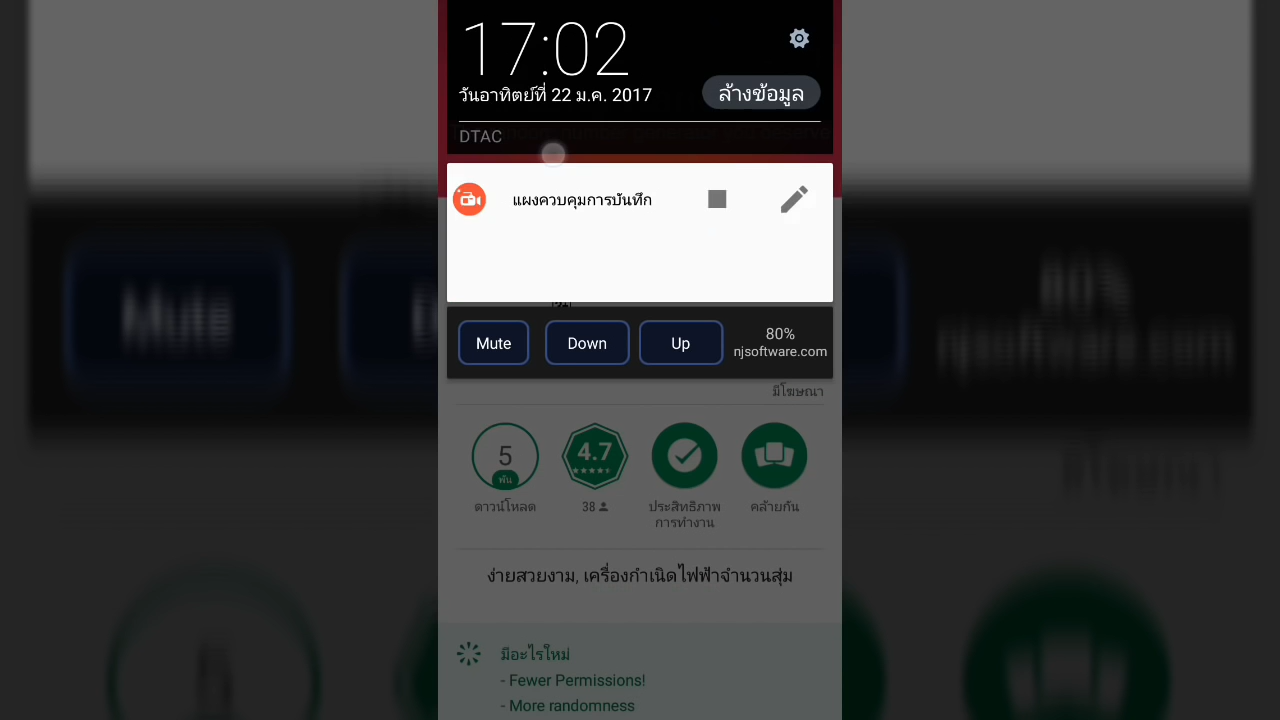 17:02
วันอาทิตย์ที่ 22 ม.ค. 2017
ล้างข้อมูล
DTAC
แผงควบคุมการบันทึก
Mute
Down
Up
80%
njsoftware.com
มีโฆษณา
5
พัน
4.7
ดาวน์โหลด
38
ประสิทธิภาพ
การทำงาน
คล้ายกัน
ง่ายสวยงาม, เครื่องกำเนิดไฟฟ้าจำนวนสุ่ม
มีอะไรใหม่
- Fewer Permissions!
- More randomness